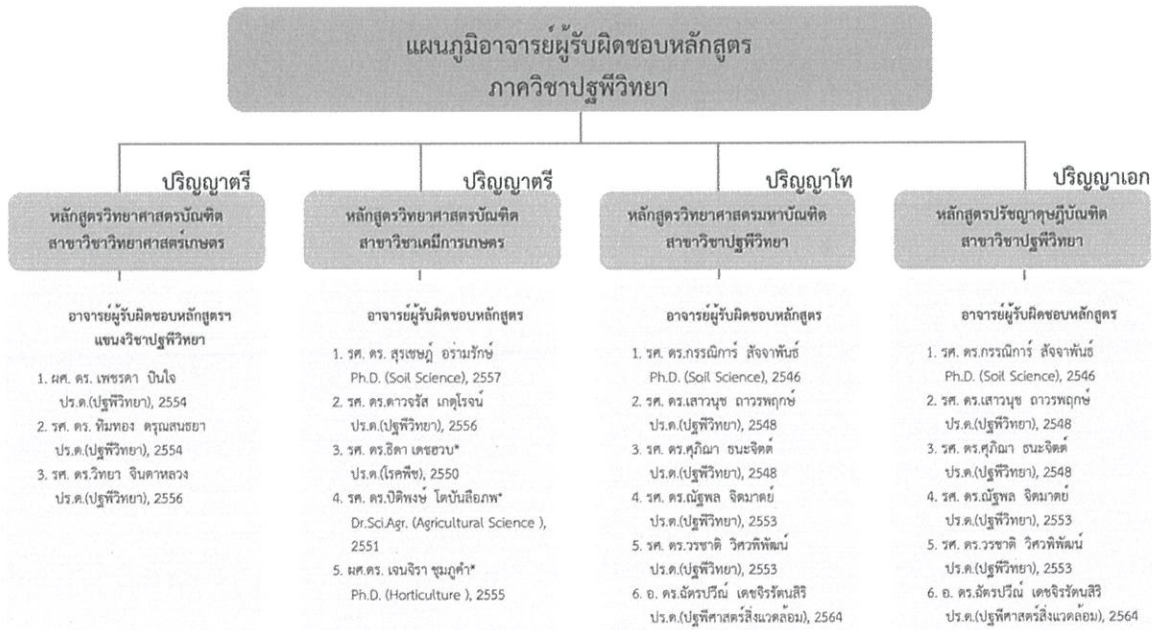 แผนภูมิอาจารย์ผู้รับผิดชอบหลักสูตร
ภาควิชาปฐพีวิทยา
ปริญญาตรี
หลักสูตรวิทยาศาสตรบัณฑิต
สาขาวิชาวิทยาศาสตร์เกษตร
อาจารย์ผู้รับผิดชอบหลักสูตรฯ
แขนงวิชาปฐพีวิทยา
1. ผศ. ดร. เพชรดา ปินใจ
ปร.ด.(ปฐพีวิทยา), 2554
2. รศ. ดร. ทิมทอง ดรุณสนธยา
ปร.ด.(ปฐพีวิทยา), 2554
3. รศ. ดร.วิทยา จินดาหลวง
ปร.ด.(ปฐพีวิทยา), 2556
ปริญญาตรี
หลักสูตรวิทยาศาสตรบัณฑิต
สาขาวิชาเคมีการเกษตร
อาจารย์ผู้รับผิดชอบหลักสูตร
1. รศ. ดร. สุรเชษฎ์ อร่ามรักษ์
Ph.D. (Soil Science), 2557
2. รศ. ดร.ดาวจรัส เกตุโรจน์
ปร.ด.(ปฐพีวิทยา), 2556
3. รศ. ดร.ธิดา เดชฮวบ*
ปร.ด.(โรคพืช), 2550
4. รศ. ดร.ปิติพงษ์ โตบันลือภพ*
Dr.Sci.Agr. (Agricultural Science ),
2551
5. ผศ.ดร. เจนจิรา ชุมภูคำ*
Ph.D. (Horticulture ), 2555
ปริญญาโท
หลักสูตรวิทยาศาสตรมหาบัณฑิต
สาขาวิชาปฐพีวิทยา
อาจารย์ผู้รับผิดชอบหลักสูตร
1. รศ. ดร.กรรณิการ์ สัจจาพันธ์
Ph.D. (Soil Science), 2546
2. รศ. ดร.เสาวนุช ถาวรพฤกษ์
ปร.ด.(ปฐพีวิทยา), 2548
3. รศ. ดร.ศุภิฌา ธนะจิตต์
ปร.ด.(ปฐพีวิทยา), 2548
4. รศ. ดร.ณัฐพล จิตมาตย์
ปร.ด.(ปฐพีวิทยา), 2553
5. รศ. ดร.วรชาติ วิศวพิพัฒน์
ปร.ด.(ปฐพีวิทยา), 2553
6. อ. ดร.ฉัตรปวีณ์ เดชจิรรัตนสิริ
ปร.ด.(ปฐพีศาสตร์สิ่งแวดล้อม), 2564
ปริญญาเอก
หลักสูตรปรัชญาดุษฎีบัณฑิต
สาขาวิชาปฐพีวิทยา
อาจารย์ผู้รับผิดชอบหลักสูตร
1. รศ. ดร.กรรณิการ์ สัจจาพันธ์
Ph.D. (Soil Science), 2546
2. รศ. ดร.เสาวนุช ถาวรพฤกษ์
ปร.ด.(ปฐพีวิทยา), 2548
3. รศ. ดร.ศุภิฌา ธนะจิตต์
ปร.ด.(ปฐพีวิทยา), 2548
4. รศ. ดร.ณัฐพล จิตมาตย์
ปร.ด.(ปฐพีวิทยา), 2553
5. รศ. ดร.วรชาติ วิศวพิพัฒน์
ปร.ด.(ปฐพีวิทยา), 2553
6. อ. ดร.ฉัตรปวีณ์ เดชจิรรัตนสิริ
ปร.ด.(ปฐพีศาสตร์สิ่งแวดล้อม), 2564